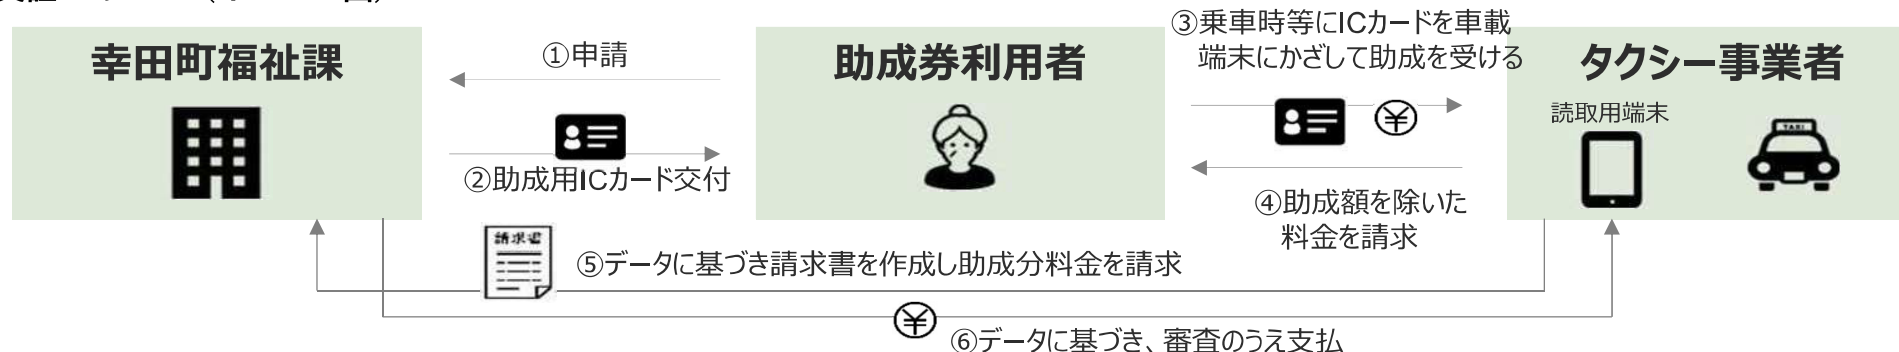 幸田町福祉課
①申請
②助成用ICカード交付
助成券利用者
③乗車時等にICカードを車載
端末にかざして助成を受ける
④助成額を除いた
料金を請求
タクシー事業者
読取用端末
TAXI
請求書
⑤データに基づき請求書を作成し助成分料金を請求
⑥データに基づき、審査のうえ支払